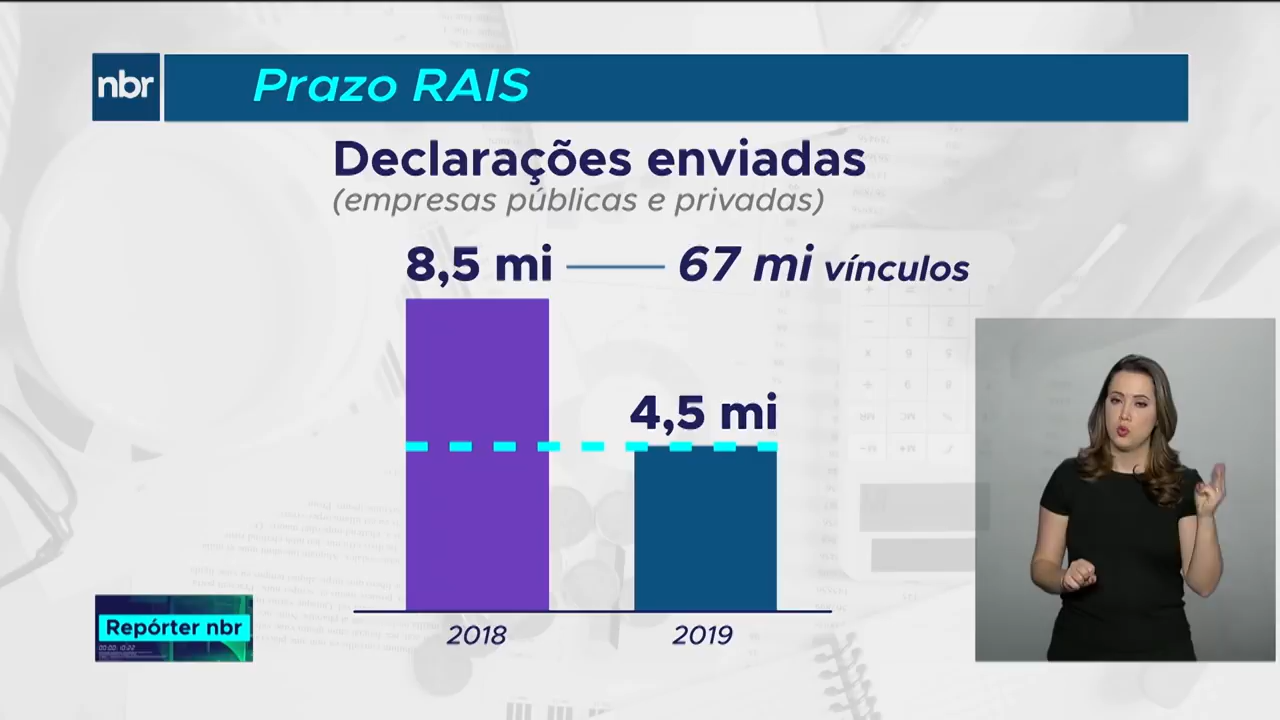 nbr
Prazo RAIS
Declarações enviadas
(empresas públicas e privadas)
8,5 mi
67 mi vínculos
4,5 mi
2018
2019
Repórter nbr